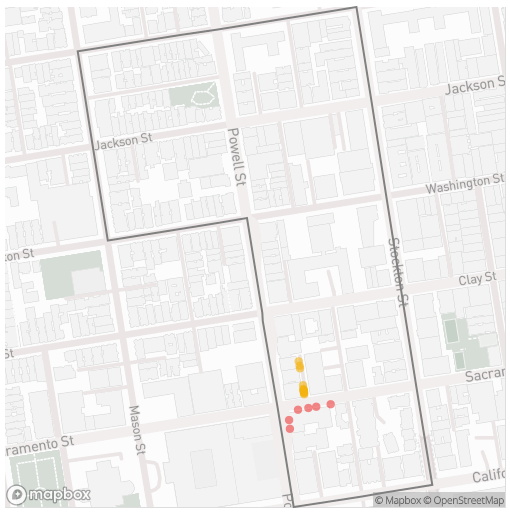 Jackson S
Jackson St
Powell St
Washington St
Stockton St
ton St
Clay St
St
Sacra
Mason St
ramento St
Califo
Po
mapbox
© Mapbox © OpenStreetMap